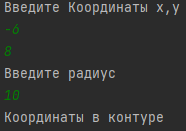 Введите Координаты x,y
-6
8
Введите радиус
10
Координаты в контуре